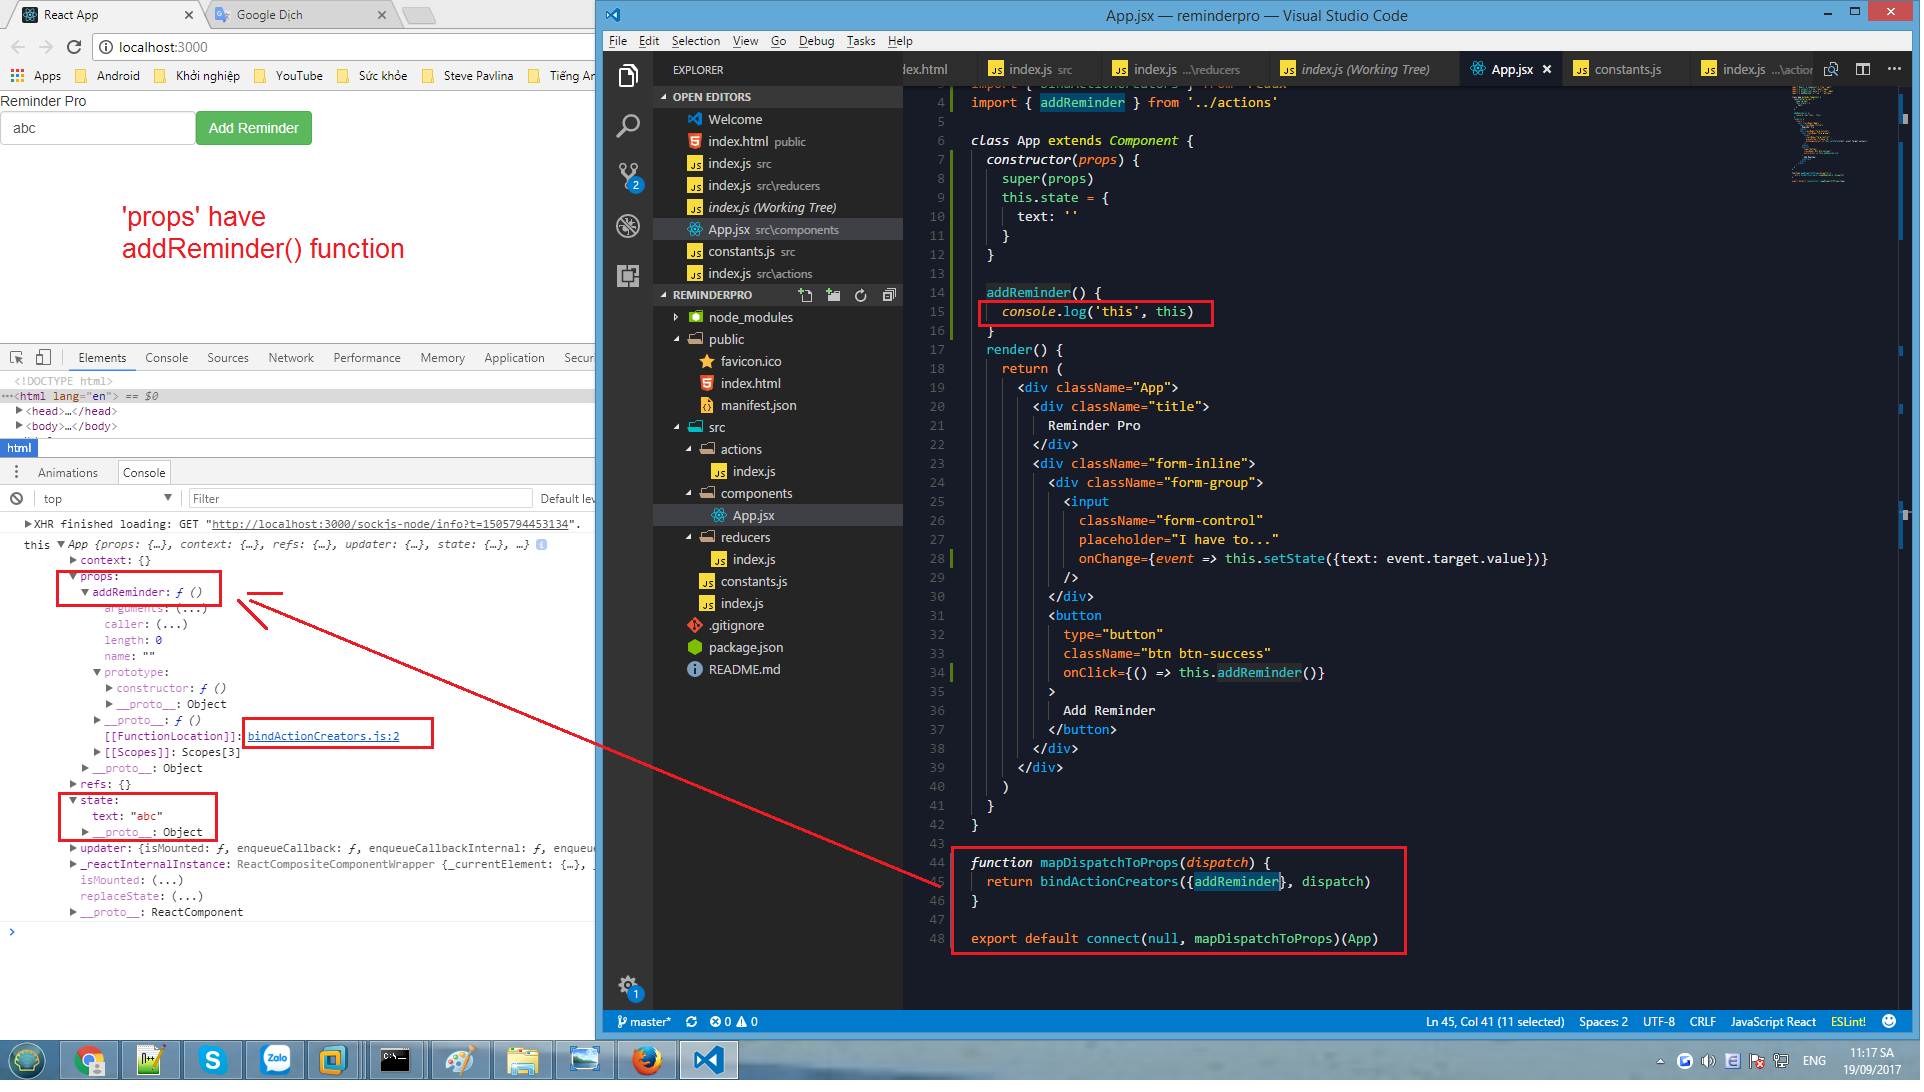 React App
Google Dịch
localhost:3000
Apps
Android
Khởi nghiệp
YouTube
Sức khỏe
Steve Pavlina
Tiếng An
Reminder Pro
abc
Add Reminder
'props' have
addReminder() function
Elements Console Sources Network Performance Memory Application Securi
<!DOCTYPE html>
<html lang="en"> == $0
<head>…</head>
<body>…</body>
html
Animations Console
top
Filter
Default lev
XHR finished loading: GET "http://localhost:3000/sockjs-node/info?t=1505794453134".
this App {props: {…}, context: {…}, refs: {…}, updater: {…}, state: {…}, …}
context: {}
props:
addReminder: ƒ ()
arguments: (...)
caller: (...)
length: 0
name: ""
prototype:
constructor: ƒ ()
__proto__: Object
__proto__: ƒ ()
[[FunctionLocation]]: bindActionCreators.js:2
[[Scopes]]: Scopes[3]
__proto__: Object
refs: {}
state:
text: "abc"
__proto__: Object
updater: {isMounted: ƒ, enqueueCallback: ƒ, enqueueCallbackInternal: ƒ, enqueue
_reactInternalInstance: ReactCompositeComponentWrapper {_currentElement: {…},
isMounted: (...)
replaceState: (...)
__proto__: ReactComponent
App.jsx — reminderpro — Visual Studio Code
File Edit Selection View Go Debug Tasks Help
EXPLORER
OPEN EDITORS
Welcome
index.html public
index.js src
index.js src\reducers
index.js (Working Tree)
App.jsx src\components
constants.js src
index.js src\actions
REMINDERPRO
node_modules
public
favicon.ico
index.html
manifest.json
src
actions
index.js
components
App.jsx
reducers
index.js
constants.js
index.js
.gitignore
package.json
README.md
2
1
dex.html
index.js src
index.js ...\reducers
index.js (Working Tree)
App.jsx
constants.js
index.js ...\action
3 import { bindActionCreators } from 'redux'
4 import { addReminder } from '../actions'
5
6 class App extends Component {
7 constructor(props) {
8 super(props)
9 this.state = {
10 text: ''
11 }
12 }
13
14 addReminder() {
15 console.log('this', this)
16 }
17 render() {
18 return (
19 <div className="App">
20 <div className="title">
21 Reminder Pro
22 </div>
23 <div className="form-inline">
24 <div className="form-group">
25 <input
26 className="form-control"
27 placeholder="I have to..."
28 onChange={event => this.setState({text: event.target.value})}
29 />
30 </div>
31 <button
32 type="button"
33 className="btn btn-success"
34 onClick={() => this.addReminder()}
35 >
36 Add Reminder
37 </button>
38 </div>
39 </div>
40 )
41 }
42 }
43
44 function mapDispatchToProps(dispatch) {
45 return bindActionCreators({addReminder}, dispatch)
46 }
47
48 export default connect(null, mapDispatchToProps)(App)
master*
0 0
Ln 45, Col 41 (11 selected)
Spaces: 2
UTF-8
CRLF
JavaScript React
ESLint!
Zalo
ENG
11:17 SA
19/09/2017